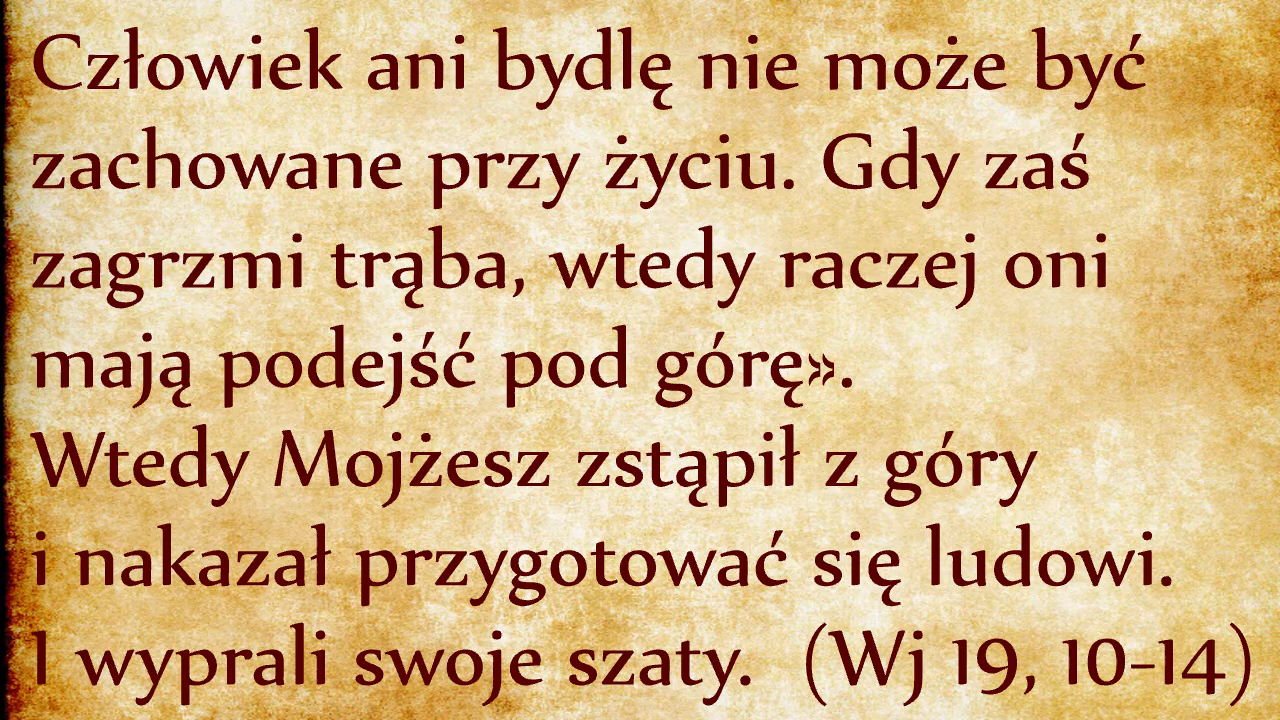 Człowiek ani bydlę nie może być
zachowane przy życiu. Gdy zaś
zagrzmi trąba, wtedy raczej oni
mają podejść pod górę».
Wtedy Mojżesz zstąpił z góry
i nakazał przygotować się ludowi.
I wyprali swoje szaty. (Wj 19, 10-14)